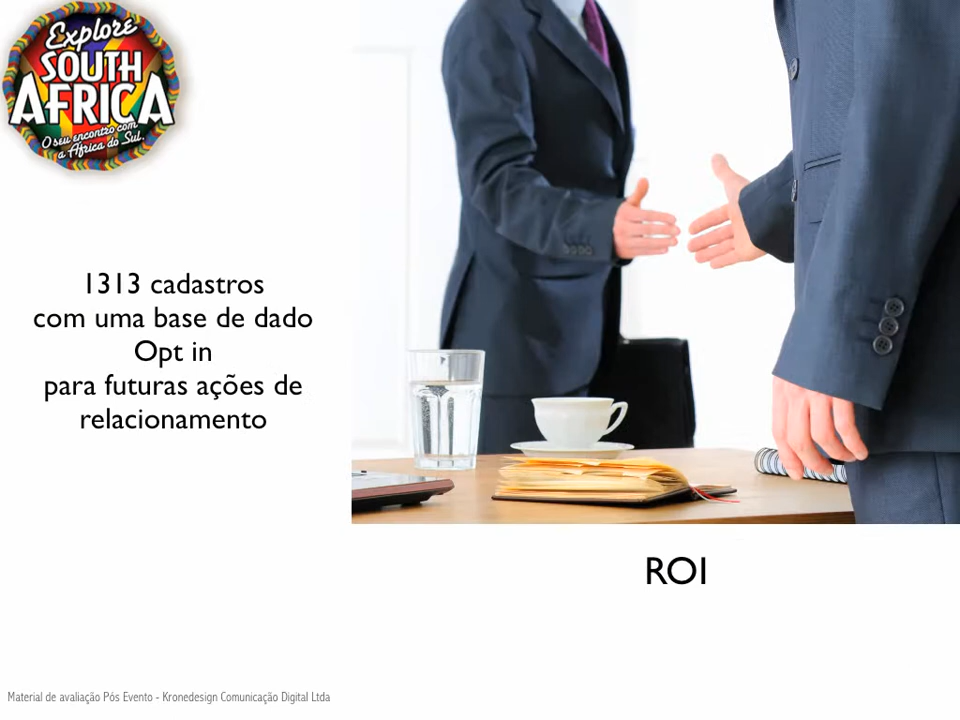 Explore
SOUTH
AFRICA
O seu encontro com
a África do Sul.
1313 cadastros
com uma base de dado
Opt in
para futuras ações de
relacionamento
ROI
Material de avaliação Pós Evento - Kronedesign Comunicação Digital Ltda